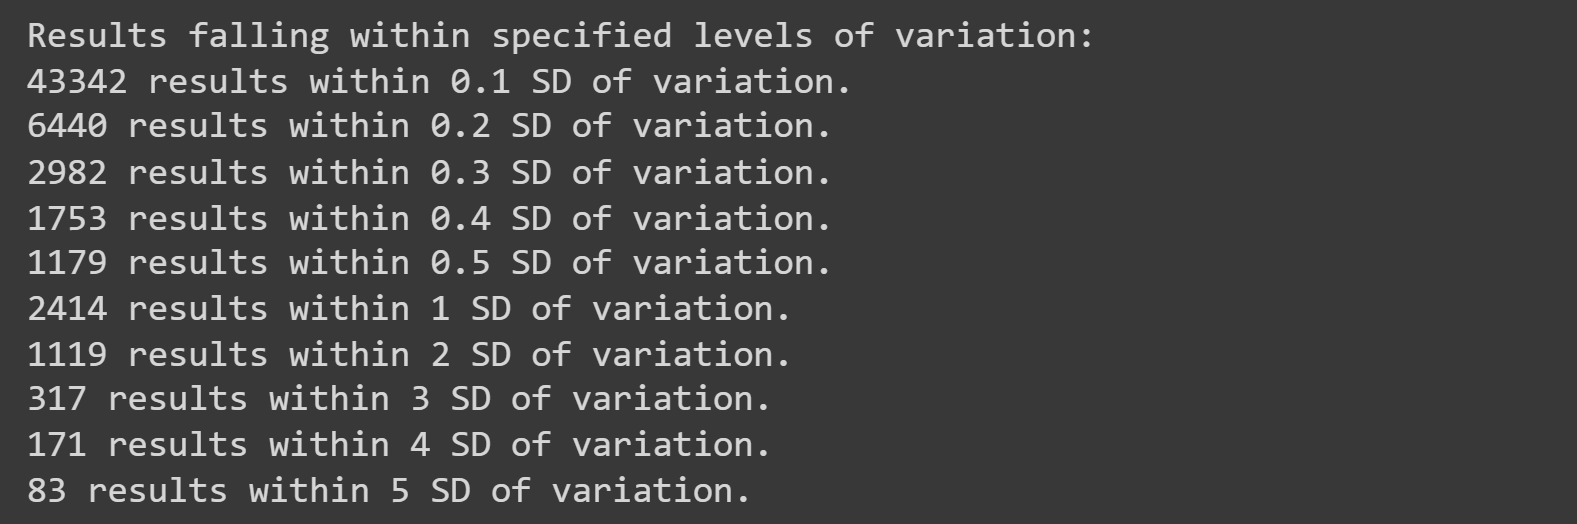 Results falling within specified levels of variation:
43342 results within 0.1 SD of variation.
6440 results within 0.2 SD of variation.
2982 results within 0.3 SD of variation.
1753 results within 0.4 SD of variation.
1179 results within 0.5 SD of variation.
2414 results within 1 SD of variation.
1119 results within 2 SD of variation.
317 results within 3 SD of variation.
171 results within 4 SD of variation.
83 results within 5 SD of variation.